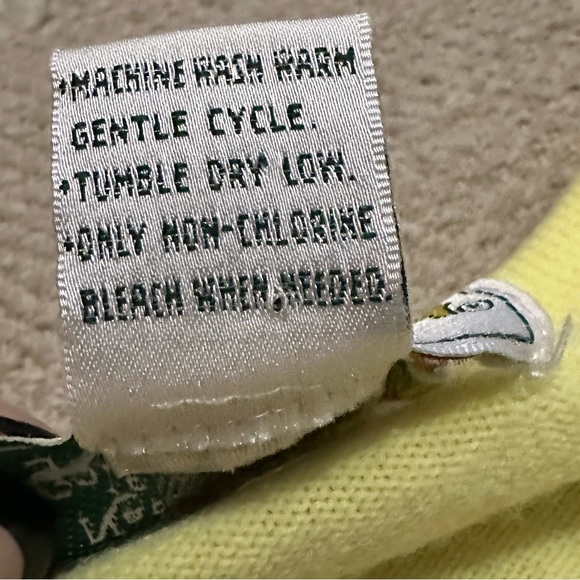 •MACHINE WASH WARM
GENTLE CYCLE.
•TUMBLE DRY LOW.
•ONLY NON-CHLORINE
BLEACH WHEN NEEDED.